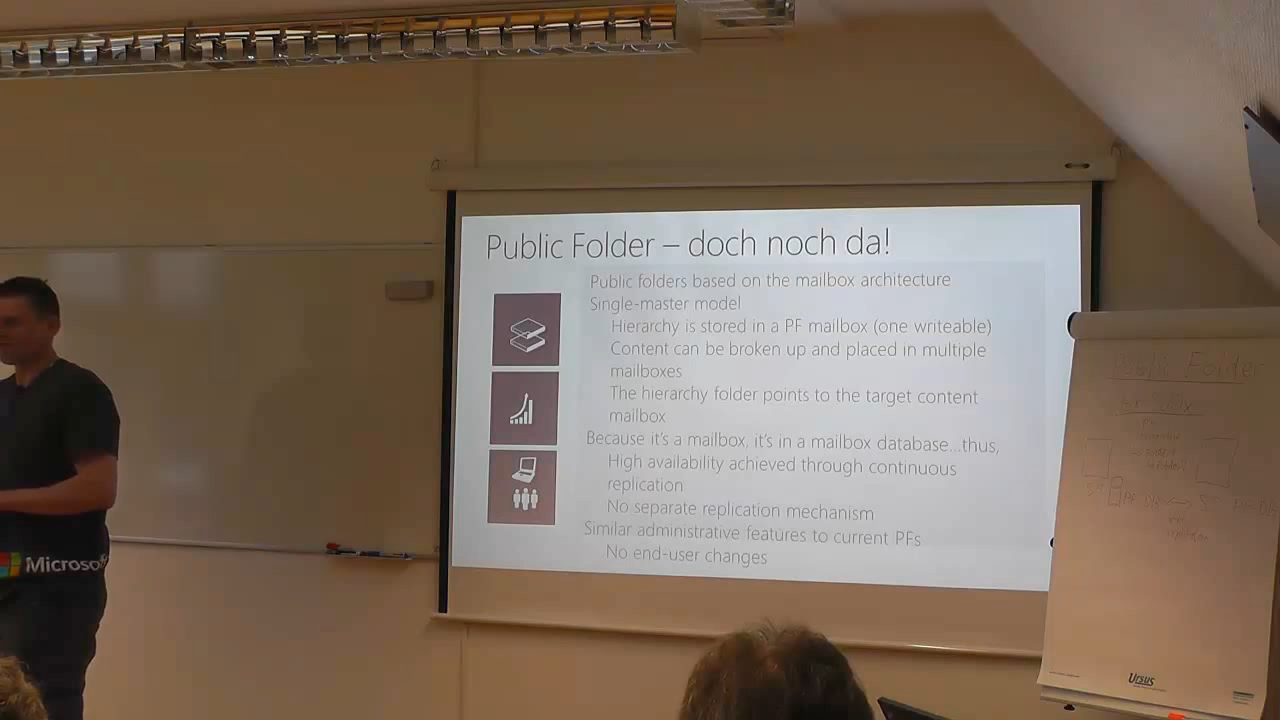 Public Folder – doch noch da!
Public folders based on the mailbox architecture
Single-master model
Hierarchy is stored in a PF mailbox (one writeable)
Content can be broken up and placed in multiple
mailboxes
The hierarchy folder points to the target content
mailbox
Because it's a mailbox, it's in a mailbox database...thus,
High availability achieved through continuous
replication
No separate replication mechanism
Similar administrative features to current PFs
No end-user changes
Microsof
Public Folder
URSUS